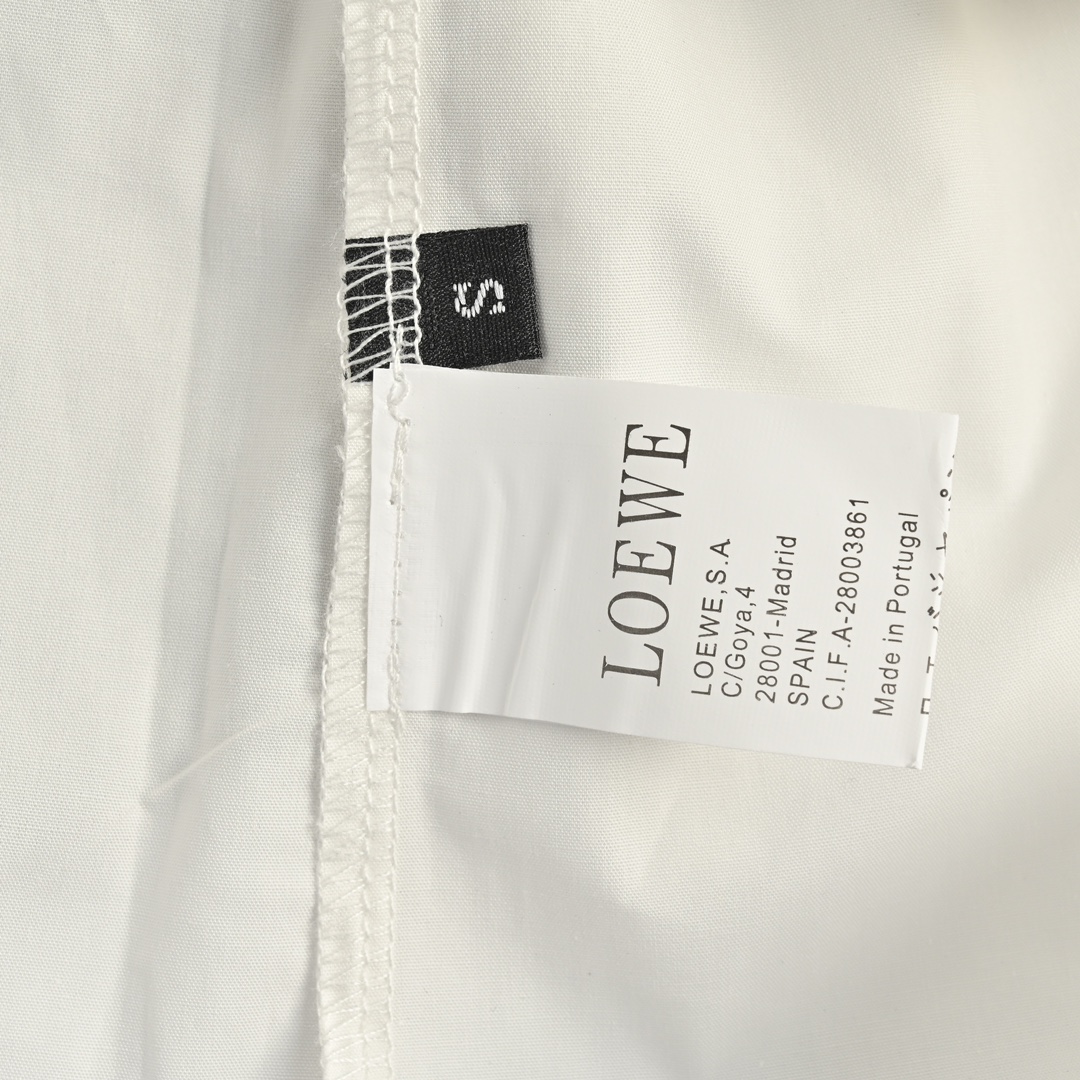 S
LOEWE
LOEWE,S.A
C/Goya,4
28001-Madrid
SPAIN
C.I.F.A-28003861
Made in Portugal